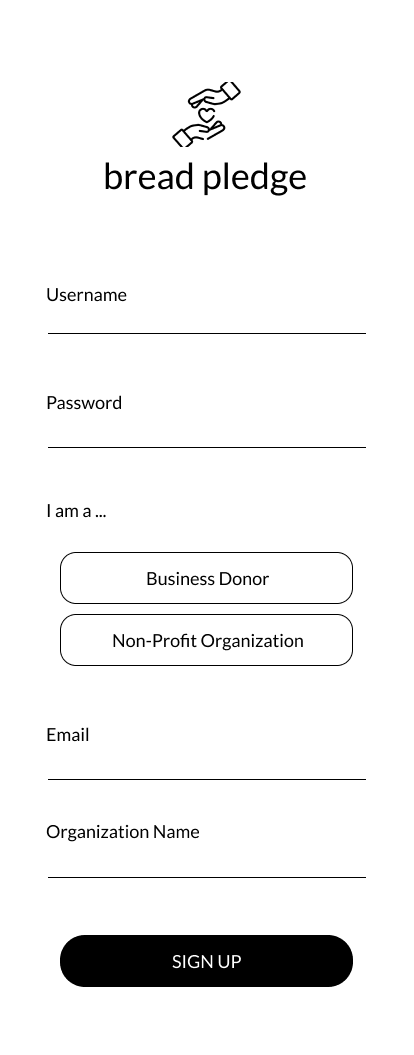 bread pledge
Username
Password
I am a ...
Business Donor
Non-Profit Organization
Email
Organization Name
SIGN UP